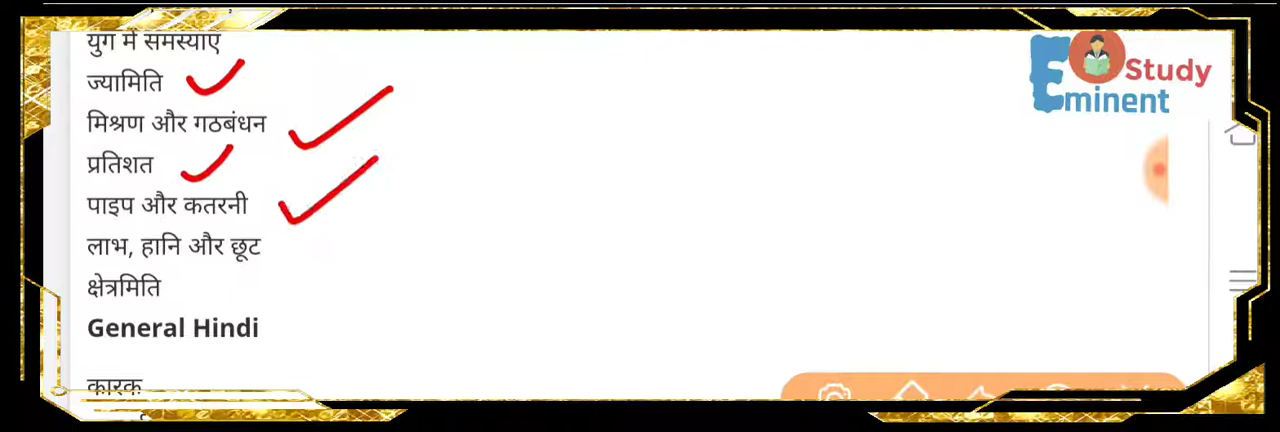 युग में समस्याएं
ज्यामिति
मिश्रण और गठबंधन
प्रतिशत
पाइप और कतरनी
लाभ, हानि और छूट
क्षेत्रमिति
General Hindi
कारक
Study
Eminent